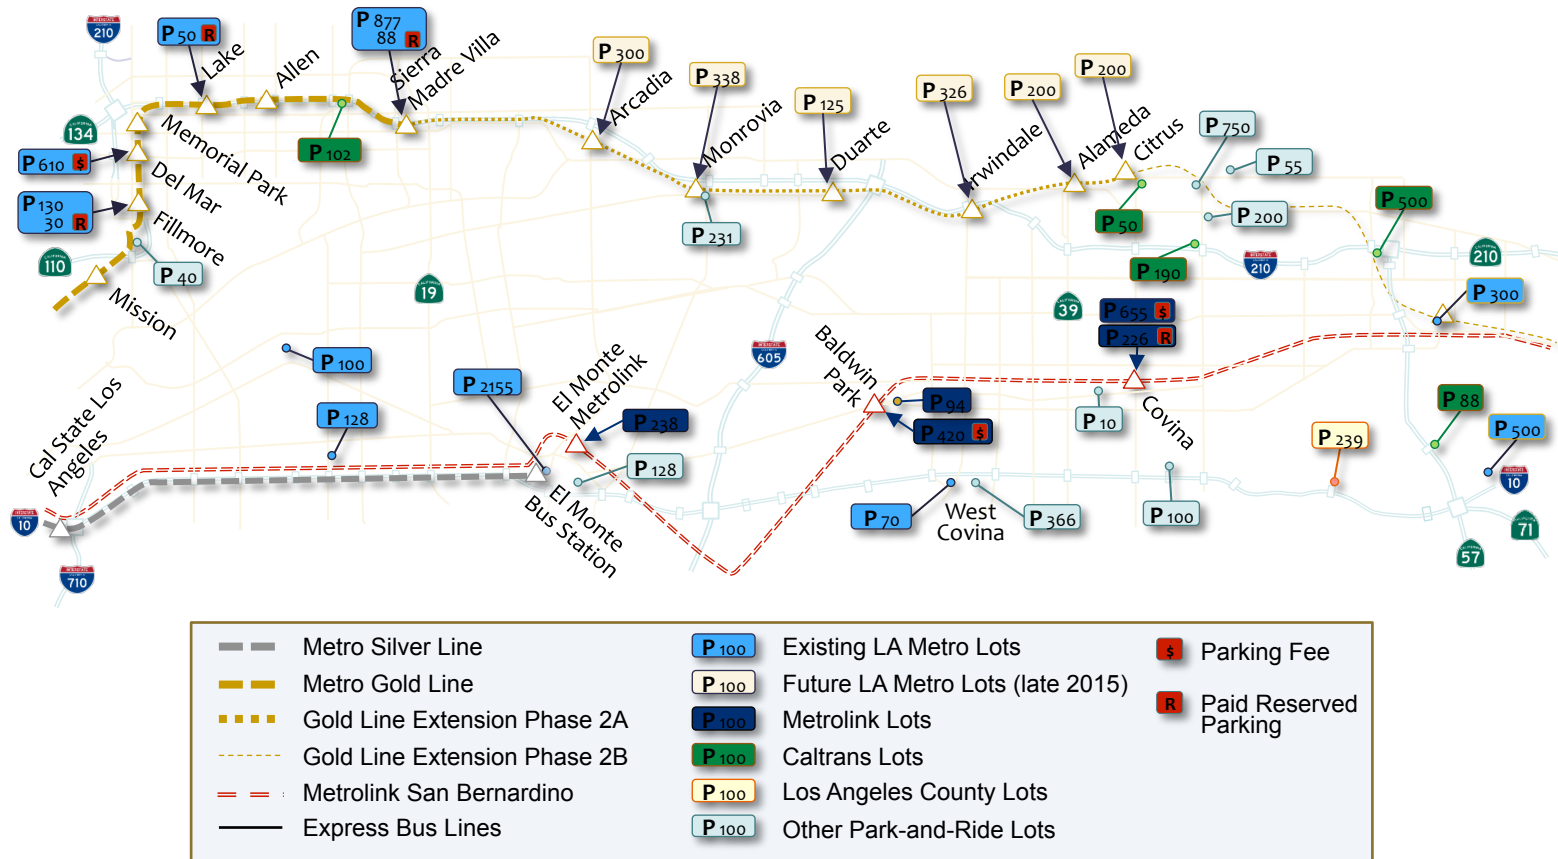 INTERSTATE
210
P 50 R
Lake
Allen
P 877
88 R
Sierra
Madre Villa
P 300
Arcadia
P 338
Monrovia
P 125
Duarte
P 326
Irwindale
P 200
Alameda
P 200
Citrus
P 750
P 55
P 200
P 500
134
P 610 $
Memorial Park
Del Mar
P 102
P 130
30 R
Fillmore
110
P 40
Mission
P 231
P 50
P 190
INTERSTATE
210
210
19
39
P 655 $
P 226 R
P 300
P 100
P 128
P 2155
El Monte
Metrolink
P 238
INTERSTATE
605
Baldwin
Park
P 94
P 420 $
P 10
Covina
P 88
P 239
P 500
Cal State Los
Angeles
INTERSTATE
10
INTERSTATE
710
P 128
El Monte
Bus Station
P 70
West
Covina
P 366
P 100
INTERSTATE
10
71
57
Metro Silver Line
Metro Gold Line
Gold Line Extension Phase 2A
Gold Line Extension Phase 2B
Metrolink San Bernardino
Express Bus Lines
P 100 Existing LA Metro Lots
P 100 Future LA Metro Lots (late 2015)
P 100 Metrolink Lots
P 100 Caltrans Lots
P 100 Los Angeles County Lots
P 100 Other Park-and-Ride Lots
$ Parking Fee
R Paid Reserved
Parking